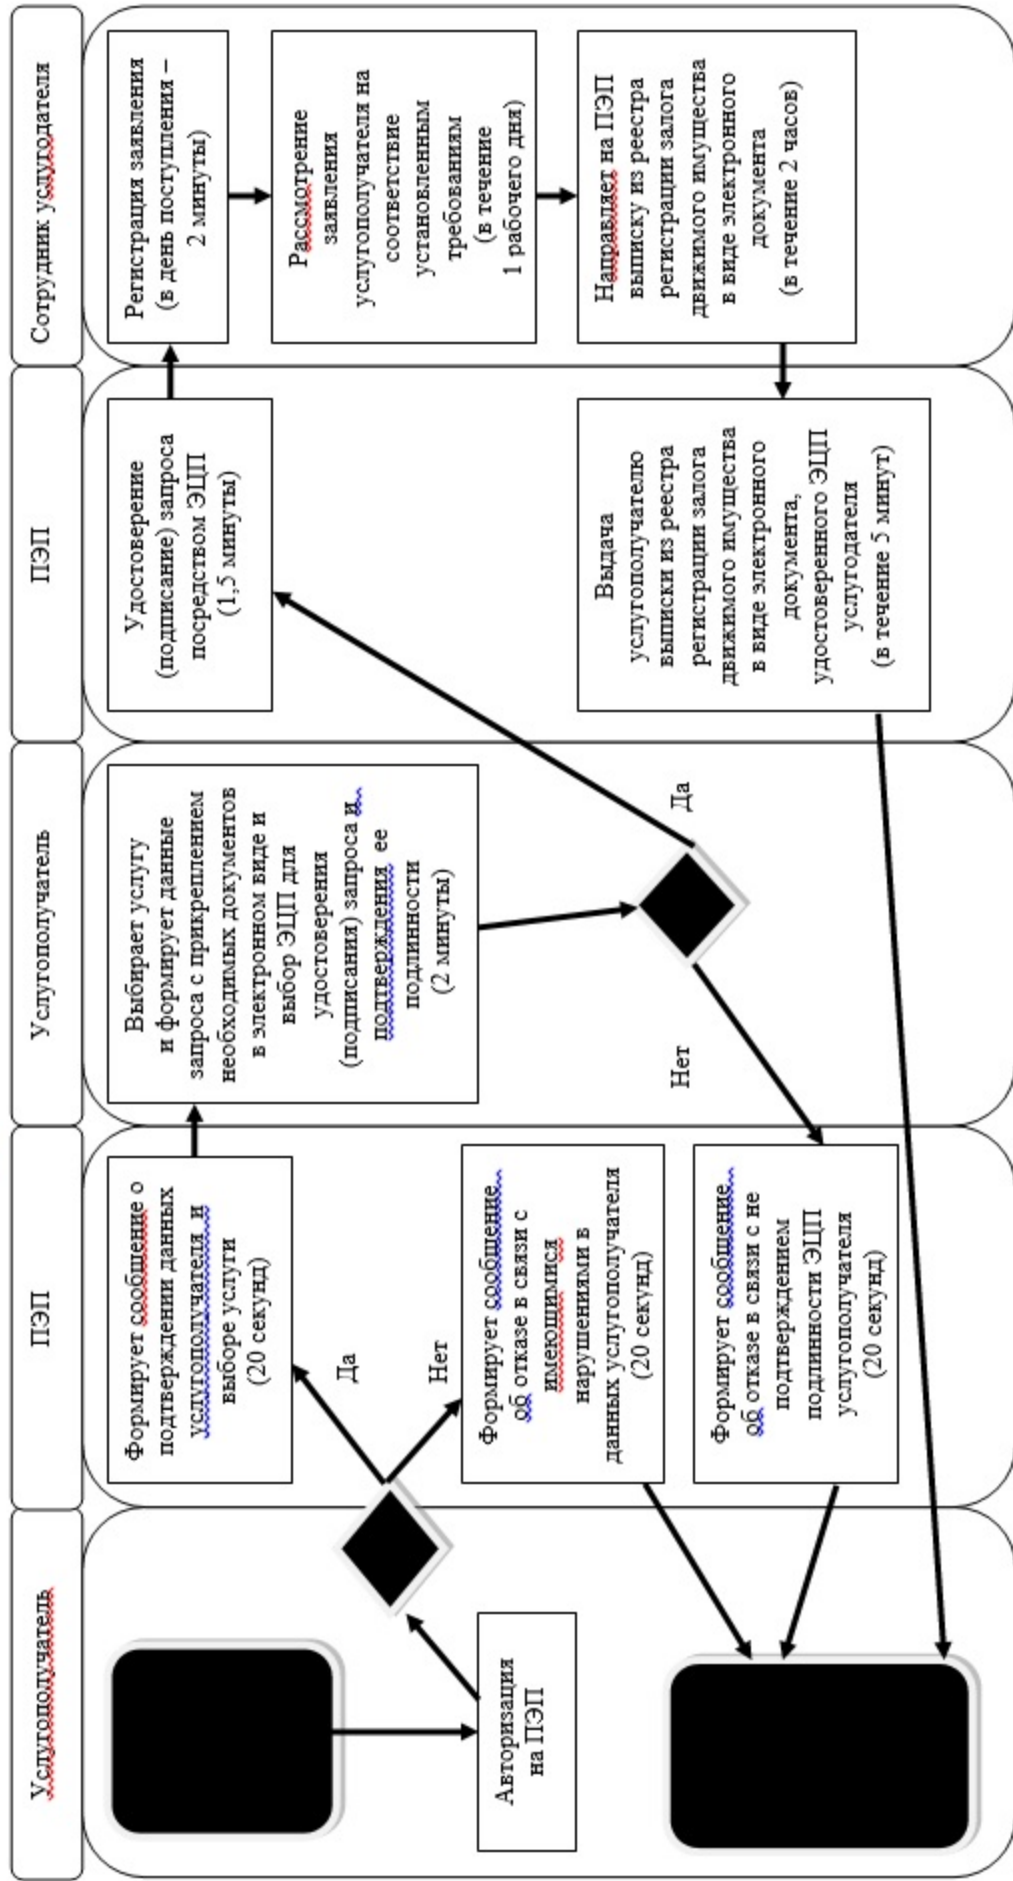 Услугополучатель
ПЭП
Услугополучатель
ПЭП
Сотрудник услугодателя
Авторизация
на ПЭП
Формирует сообщение о
подтверждении данных
услугополучателя и
выборе услуги
(20 секунд)
Да
Нет
Формирует сообщение
об отказе в связи с
имеющимися
нарушениями в
данных услугополучателя
(20 секунд)
Формирует сообщение
об отказе в связи с не
подтверждением
подлинности ЭЦП
услугополучателя
(20 секунд)
Выбирает услугу
и формирует данные
запроса с прикреплением
необходимых документов
в электронном виде и
выбор ЭЦП для
удостоверения
(подписания) запроса и
подтверждения ее
подлинности
(2 минуты)
Нет
Да
Удостоверение
(подписание) запроса
посредством ЭЦП
(1,5 минуты)
Выдача
услугополучателю
выписки из реестра
регистрации залога
движимого имущества
в виде электронного
документа,
удостоверенного ЭЦП
услугодателя
(в течение 5 минут)
Регистрация заявления
(в день поступления –
2 минуты)
Рассмотрение
заявления
услугополучателя на
соответствие
установленным
требованиям
(в течение
1 рабочего дня)
Направляет на ПЭП
выписку из реестра
регистрации залога
движимого имущества
в виде электронного
документа
(в течение 2 часов)